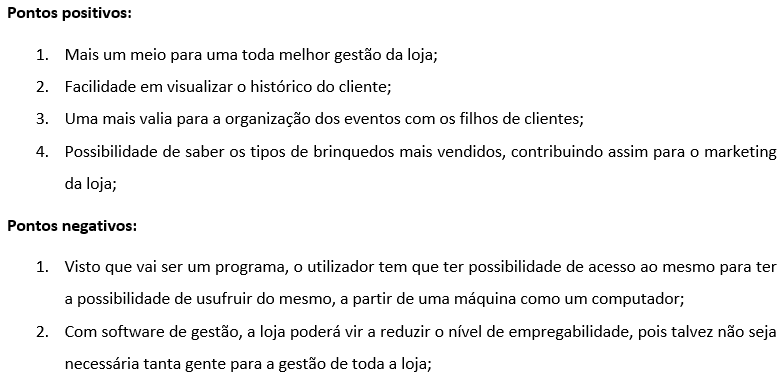 Pontos positivos:
1. Mais um meio para uma toda melhor gestão da loja;
2. Facilidade em visualizar o histórico do cliente;
3. Uma mais valia para a organização dos eventos com os filhos de clientes;
4. Possibilidade de saber os tipos de brinquedos mais vendidos, contribuindo assim para o marketing
da loja;
Pontos negativos:
1. Visto que vai ser um programa, o utilizador tem que ter possibilidade de acesso ao mesmo para ter
a possibilidade de usufruir do mesmo, a partir de uma máquina como um computador;
2. Com software de gestão, a loja poderá vir a reduzir o nível de empregabilidade, pois talvez não seja
necessária tanta gente para a gestão de toda a loja;